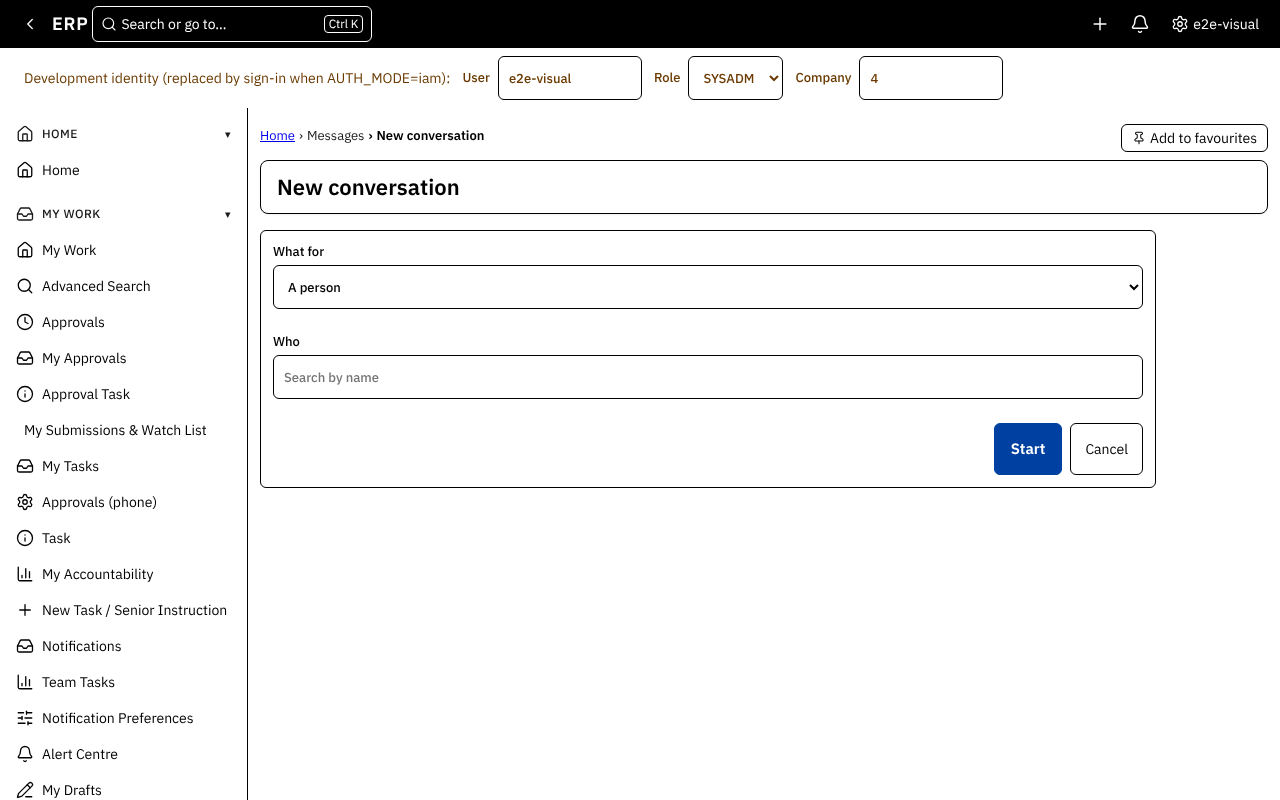 ERP
Search or go to...
Ctrl K
e2e-visual
Development identity (replaced by sign-in when AUTH_MODE=iam):
User
e2e-visual
Role
SYSADM
Company
4
HOME
Home
MY WORK
My Work
Advanced Search
Approvals
My Approvals
Approval Task
My Submissions & Watch List
My Tasks
Approvals (phone)
Task
My Accountability
New Task / Senior Instruction
Notifications
Team Tasks
Notification Preferences
Alert Centre
My Drafts
Home › Messages › New conversation
Add to favourites
New conversation
What for
A person
Who
Search by name
Start
Cancel